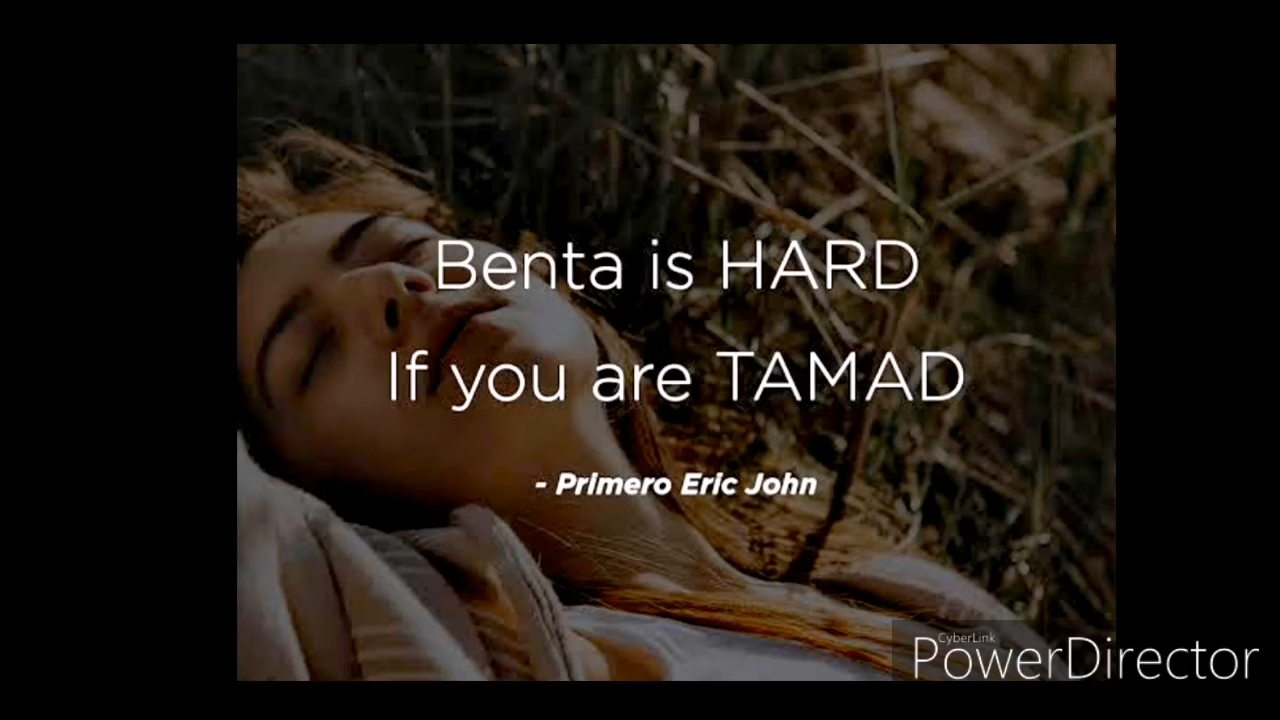 Benta is HARD
If you are TAMAD
- Primero Eric John
CyberLink
PowerDirector